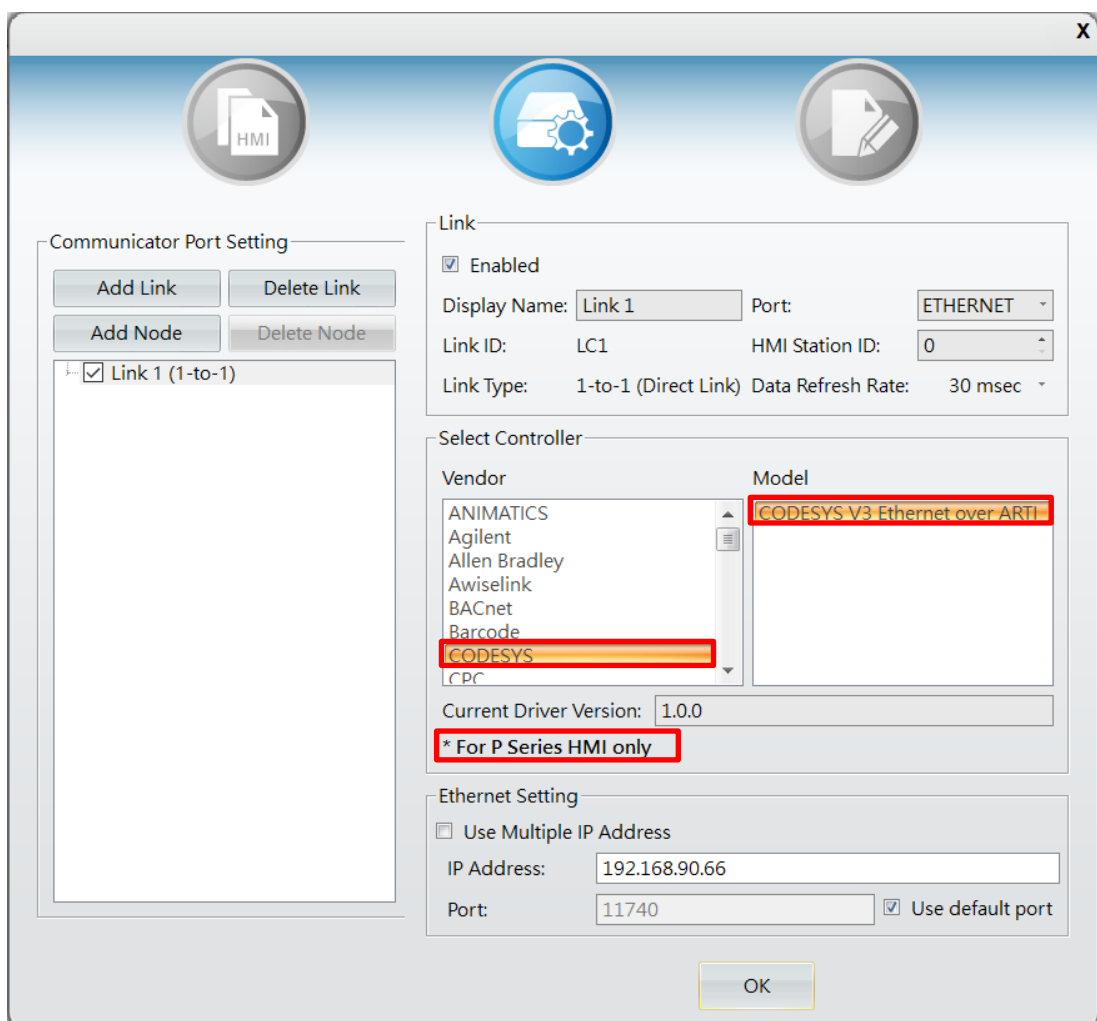 X
HMI
Communicator Port Setting
Add Link
Delete Link
Add Node
Delete Node
Link 1 (1-to-1)
Link
Enabled
Display Name: Link 1 Port: ETHERNET
Link ID: LC1 HMI Station ID: 0
Link Type: 1-to-1 (Direct Link) Data Refresh Rate: 30 msec
Select Controller
Vendor
ANIMATICS
Agilent
Allen Bradley
Awiselink
BACnet
Barcode
CODESYS
CPC
Model
CODESYS V3 Ethernet over ARTI
Current Driver Version: 1.0.0
* For P Series HMI only
Ethernet Setting
Use Multiple IP Address
IP Address: 192.168.90.66
Port: 11740 Use default port
OK